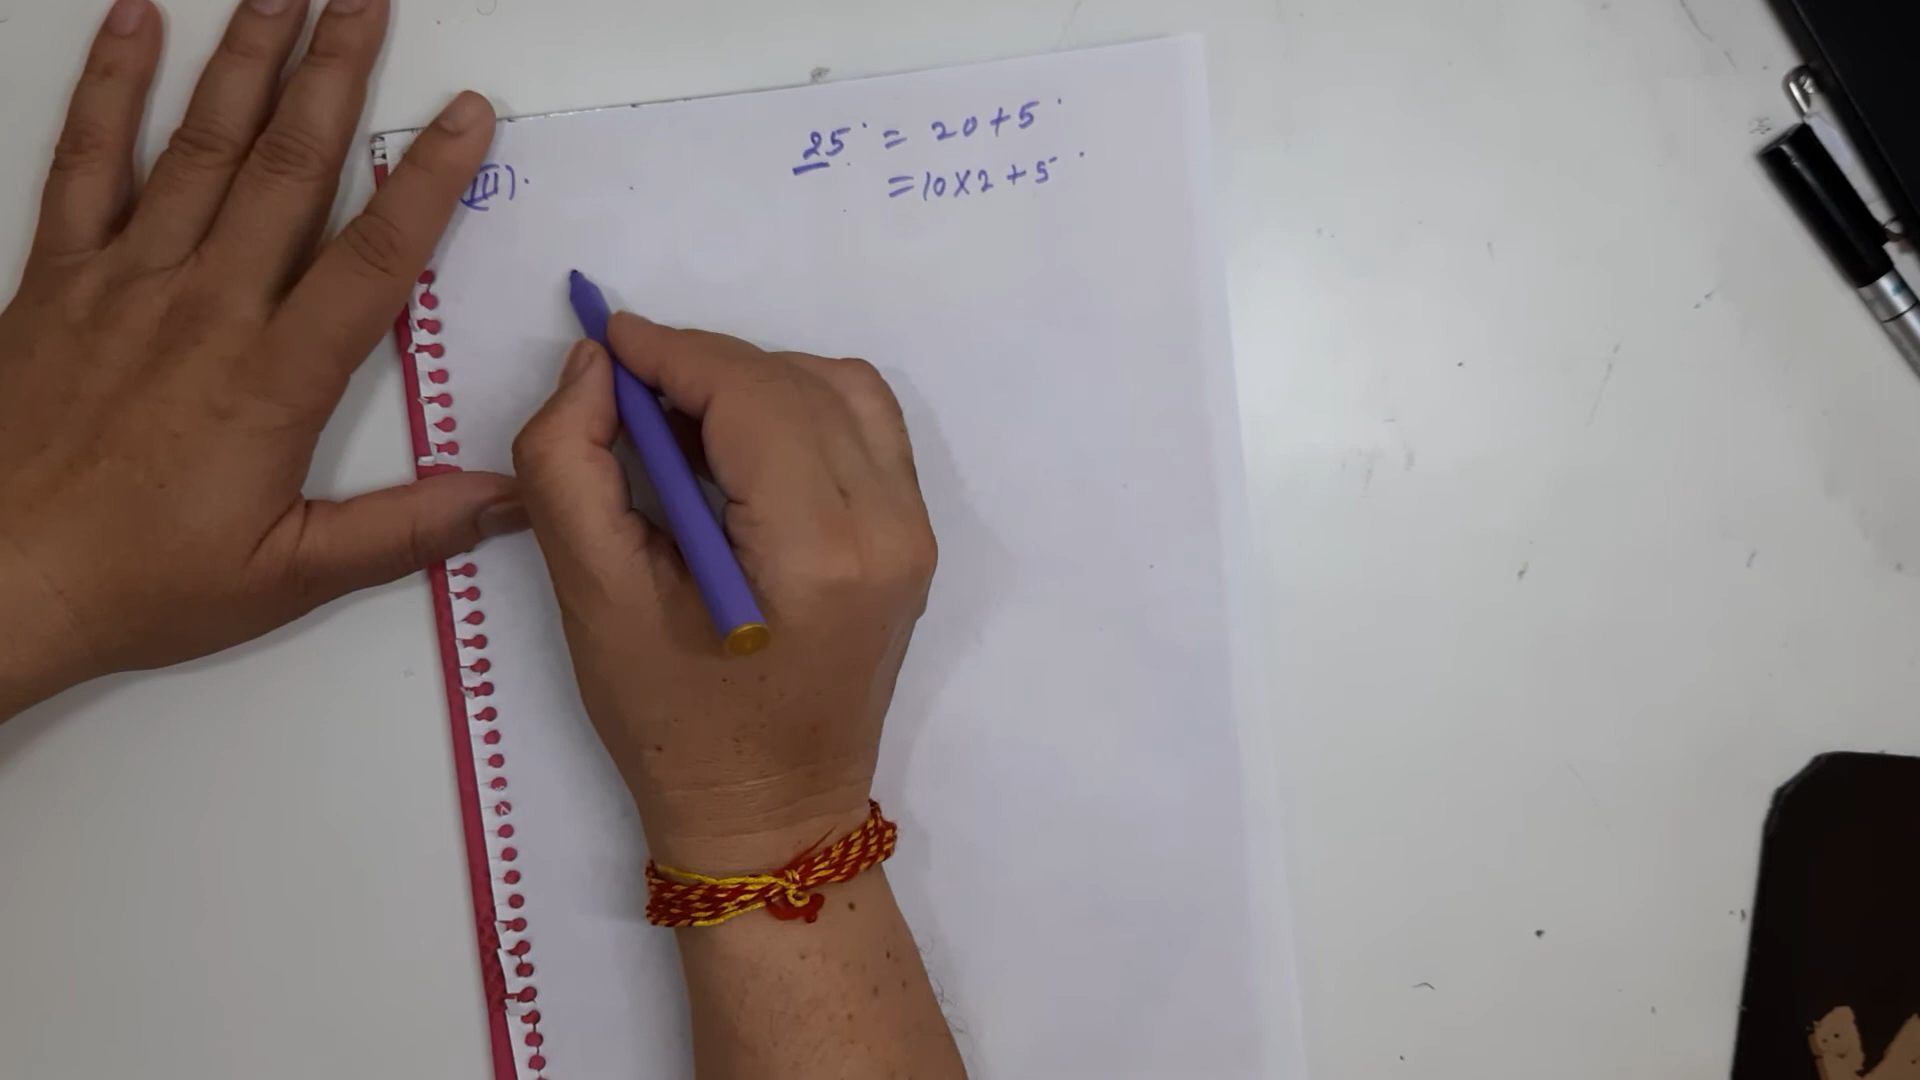 (III).
25 = 20+5
= 10×2+5